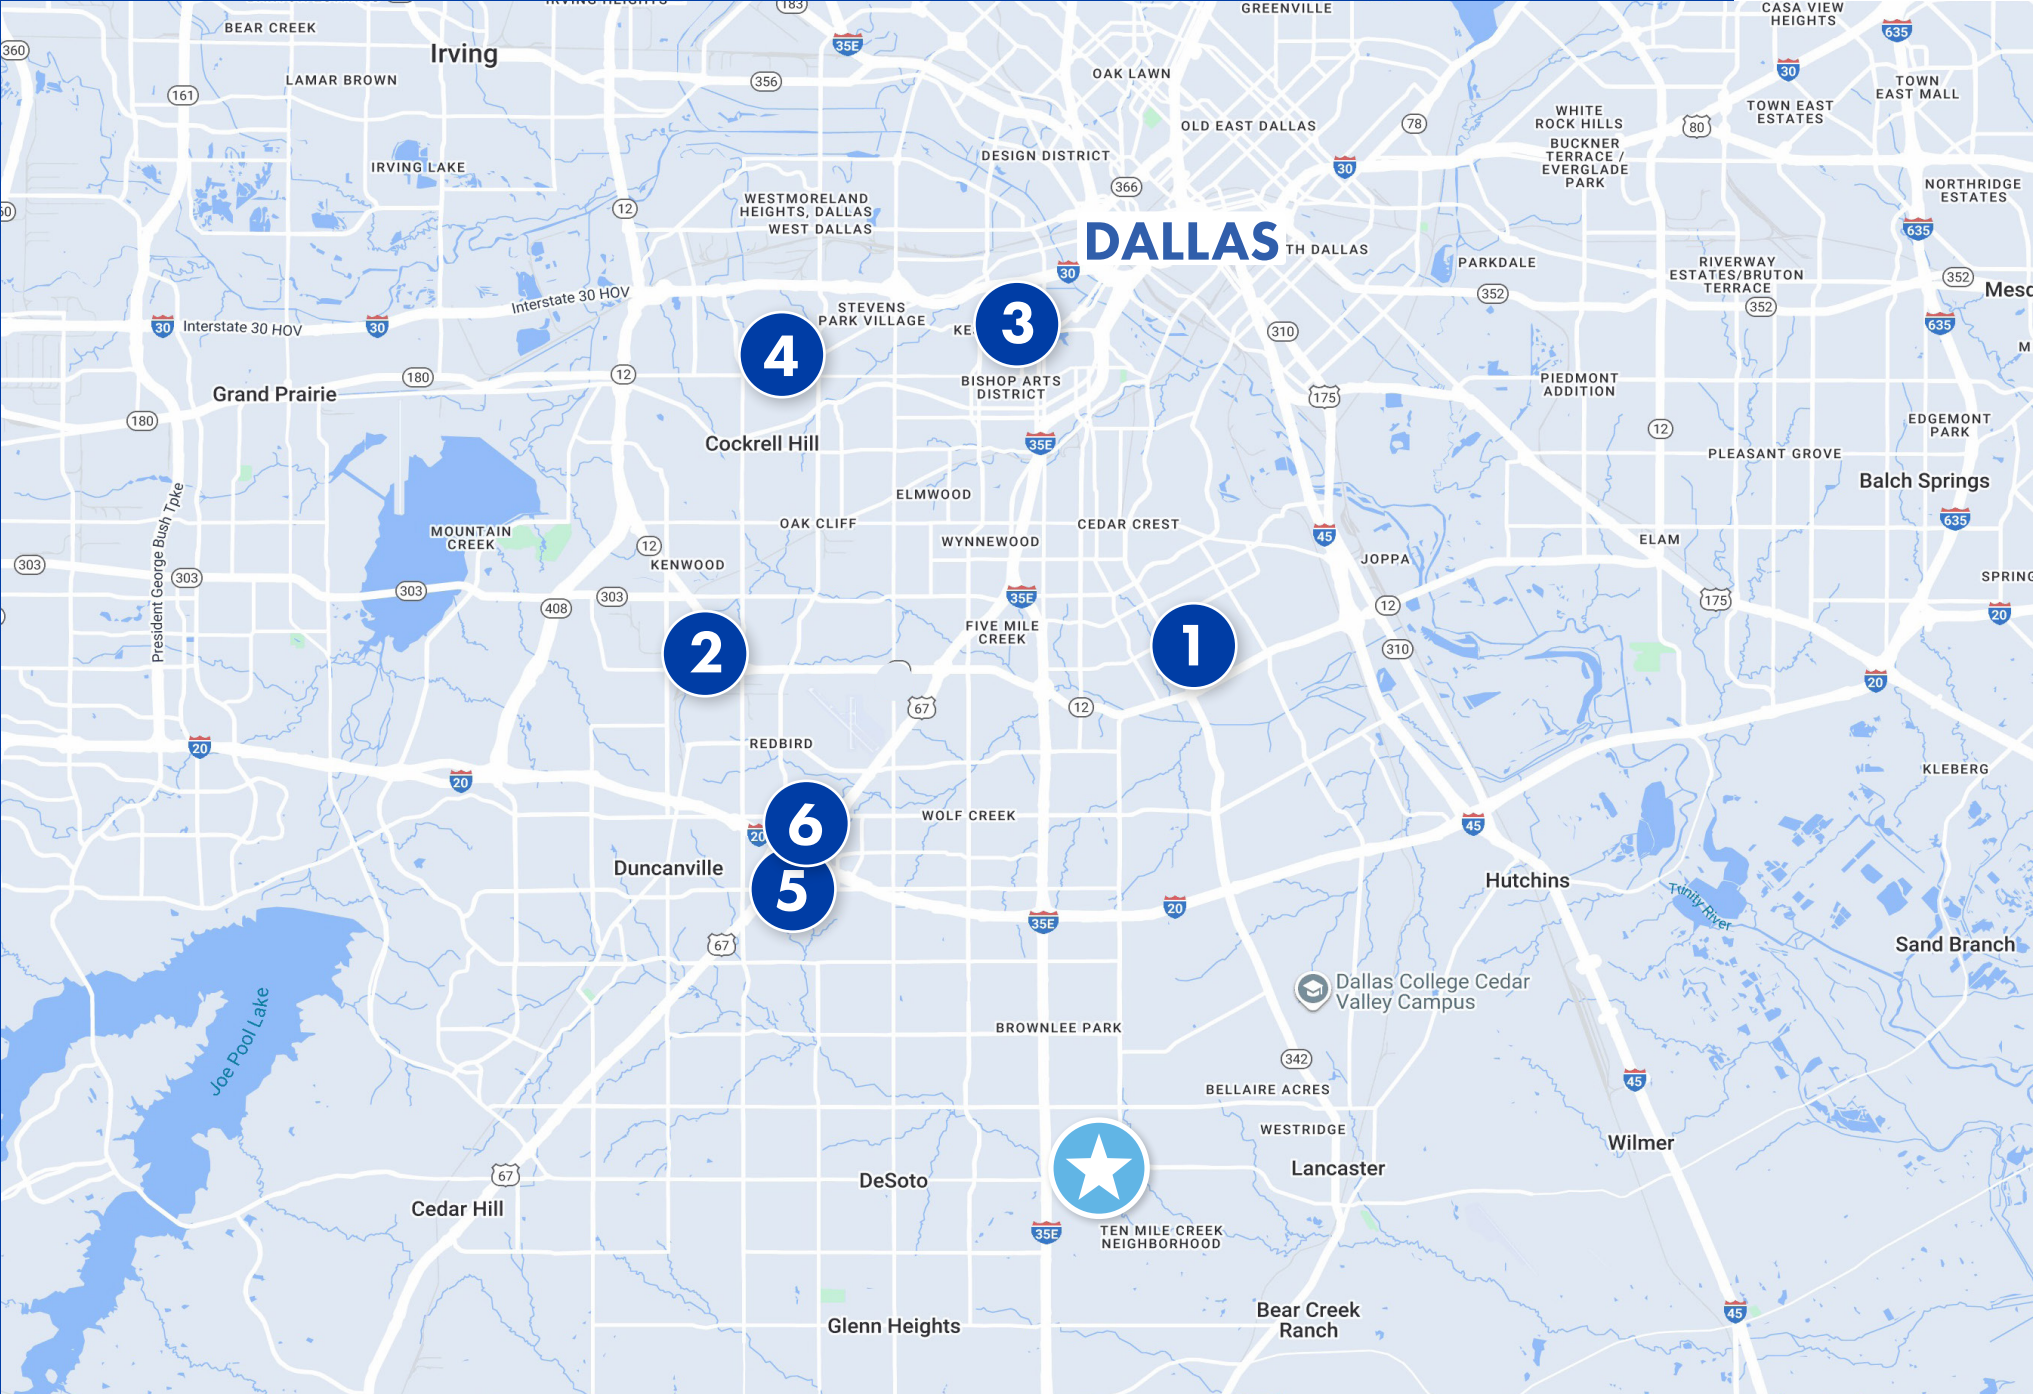 183
GREENVILLE
CASA VIEW
HEIGHTS
BEAR CREEK
360
Irving
35E
635
LAMAR BROWN
356
OAK LAWN
30
TOWN
EAST MALL
161
TOWN EAST
ESTATES
WHITE
ROCK HILLS
78
80
OLD EAST DALLAS
IRVING LAKE
DESIGN DISTRICT
BUCKNER
TERRACE /
EVERGLADE
PARK
30
366
NORTHRIDGE
ESTATES
12
WESTMORELAND
HEIGHTS, DALLAS
WEST DALLAS
635
DALLAS
TH DALLAS
PARKDALE
RIVERWAY
ESTATES/BRUTON
TERRACE
30
352
352
352
Interstate 30 HOV
STEVENS
PARK VILLAGE
3
30
Interstate 30 HOV
30
310
635
4
12
180
Grand Prairie
180
BISHOP ARTS
DISTRICT
175
PIEDMONT
ADDITION
EDGEMONT
PARK
12
Cockrell Hill
35E
PLEASANT GROVE
Balch Springs
ELMWOOD
President George Bush Tpke
MOUNTAIN
CREEK
OAK CLIFF
CEDAR CREST
635
WYNNEWOOD
45
ELAM
12
KENWOOD
JOPPA
303
303
303
408
303
35E
12
175
20
FIVE MILE
CREEK
1
2
310
20
67
12
20
REDBIRD
20
KLEBERG
6
WOLF CREEK
45
20
Duncanville
5
Hutchins
35E
20
Trinity River
67
Sand Branch
Dallas College Cedar
Valley Campus
Joe Pool Lake
BROWNLEE PARK
342
45
BELLAIRE ACRES
WESTRIDGE
Wilmer
67
DeSoto
Lancaster
Cedar Hill
35E
TEN MILE CREEK
NEIGHBORHOOD
Glenn Heights
Bear Creek
Ranch
45